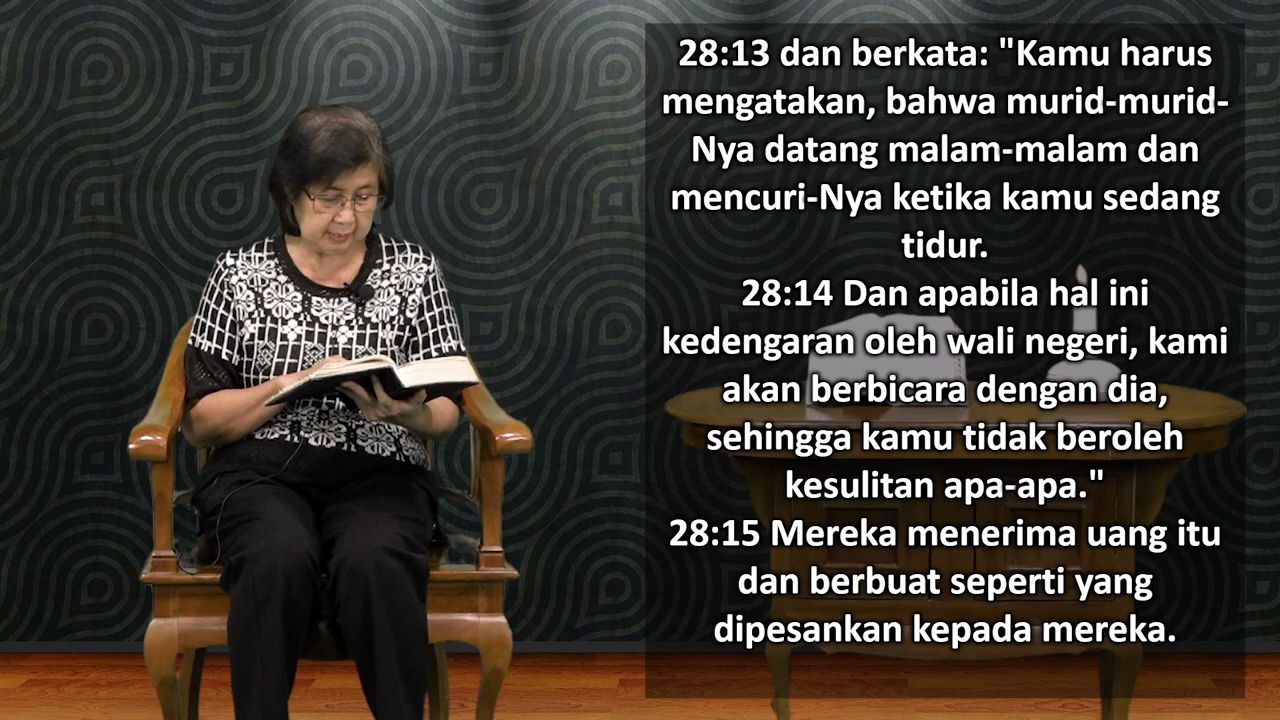 28:13 dan berkata: "Kamu harus
mengatakan, bahwa murid-murid-
Nya datang malam-malam dan
mencuri-Nya ketika kamu sedang
tidur.
28:14 Dan apabila hal ini
kedengaran oleh wali negeri, kami
akan berbicara dengan dia,
sehingga kamu tidak beroleh
kesulitan apa-apa."
28:15 Mereka menerima uang itu
dan berbuat seperti yang
dipesankan kepada mereka.